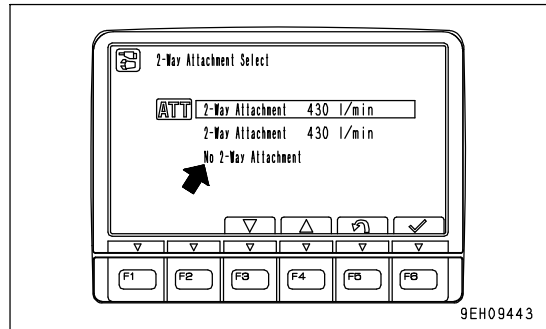 2-Way Attachment Select
ATT 2-Way Attachment 430 l/min
2-Way Attachment 430 l/min
No 2-Way Attachment
F1 F2 F3 F4 F5 F6
9EH09443